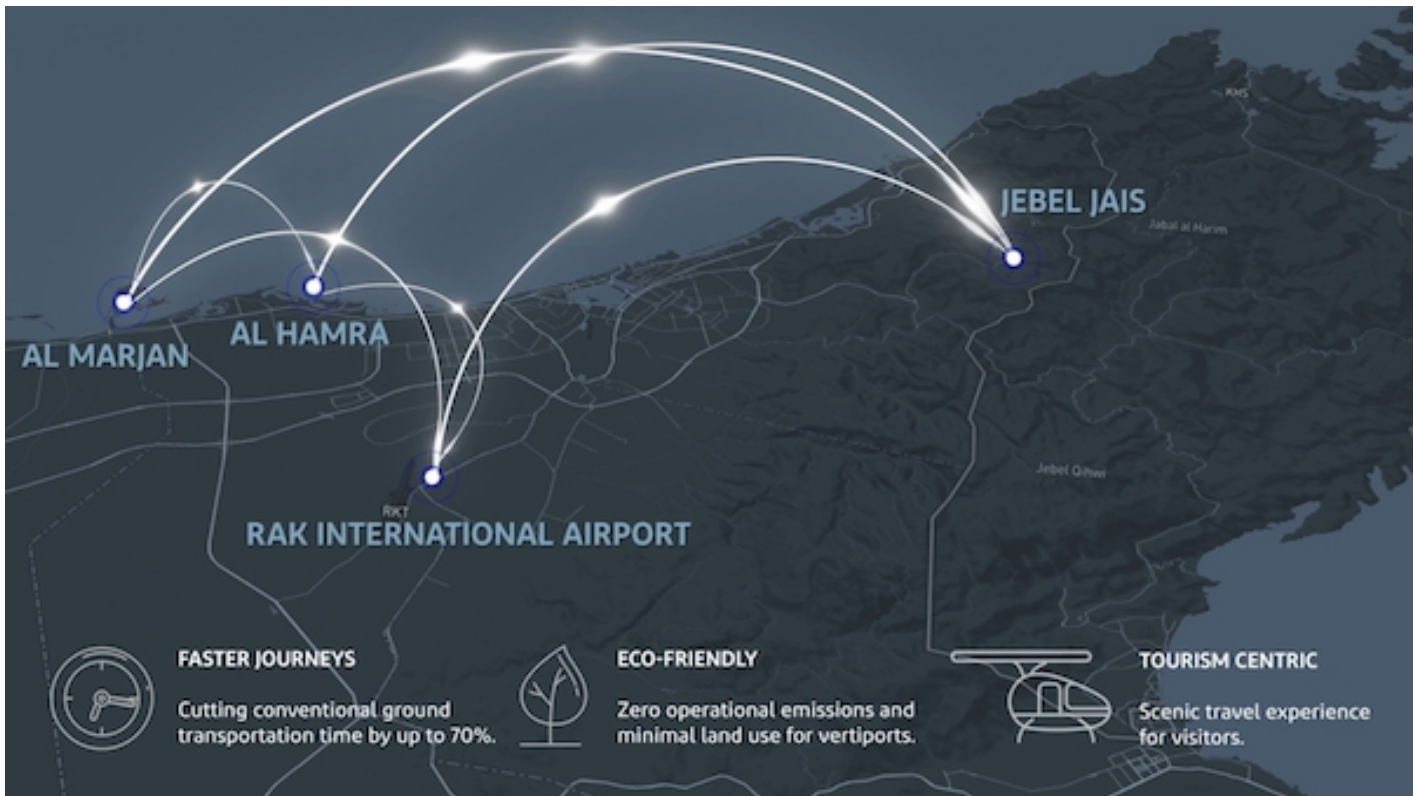 KHS
JEBEL JAIS
Jabal al Harim
AL HAMRA
AL MARJAN
Jebel Qihwi
RKT
RAK INTERNATIONAL AIRPORT
FASTER JOURNEYS
Cutting conventional ground
transportation time by up to 70%.
ECO-FRIENDLY
Zero operational emissions and
minimal land use for vertiports.
TOURISM CENTRIC
Scenic travel experience
for visitors.